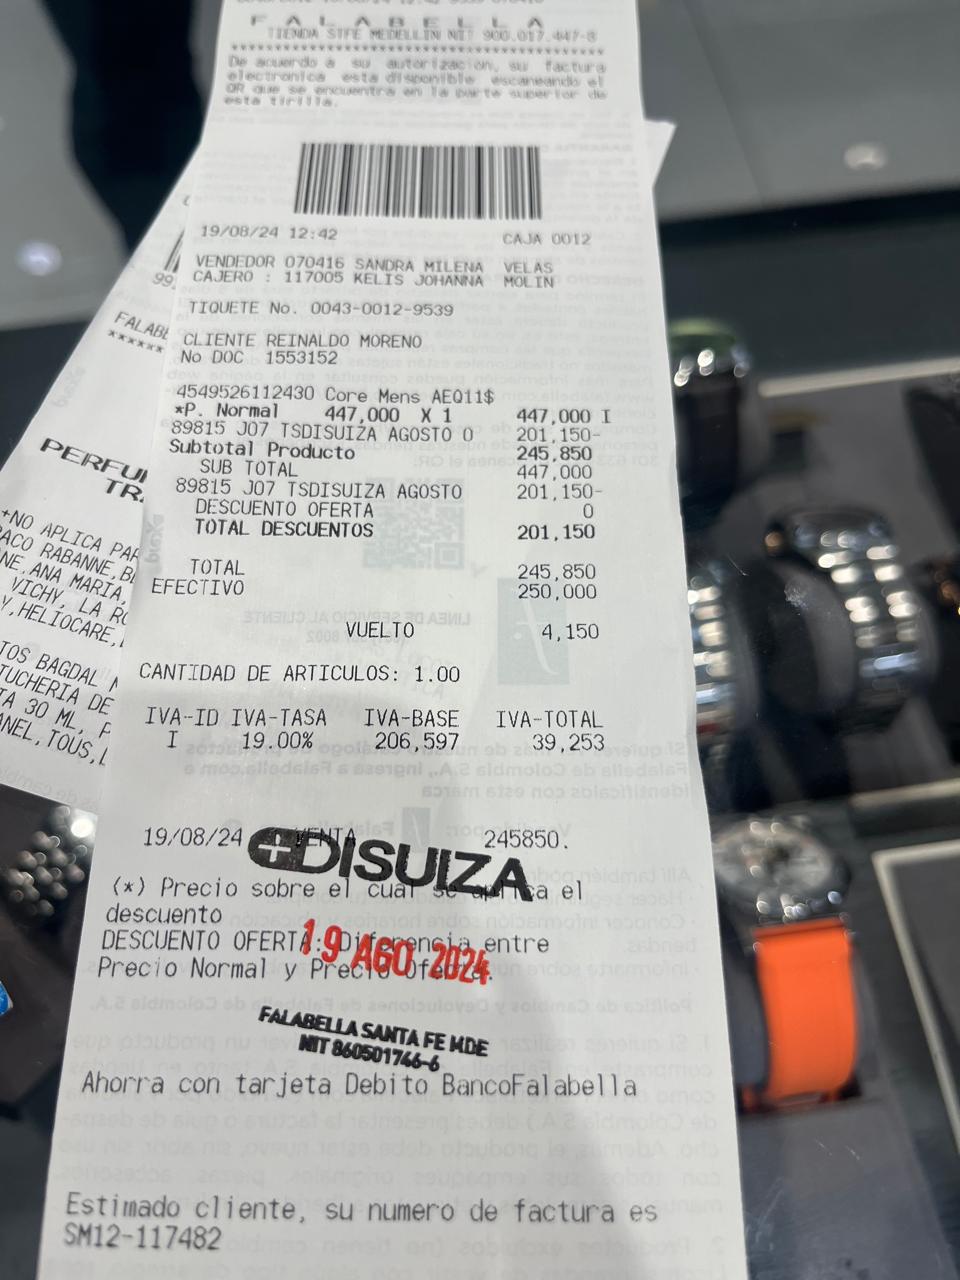 FALABELLA
TIENDA STFE MEDELLIN NIT 900.017.447-8
************************************************
De acuerdo a su autorizacion, su factura
electronica esta disponible escaneando el
QR que se encuentra en la parte superior de
esta tirilla.
19/08/24 12:42 CAJA 0012
VENDEDOR 070416 SANDRA MILENA VELAS
CAJERO : 117005 KELIS JOHANNA MOLIN
TIQUETE No. 0043-0012-9539
CLIENTE REINALDO MORENO
No DOC 1553152
4549526112430 Core Mens AEQ11$
*P. Normal 447,000 X 1 447,000 I
89815 J07 TSDISUIZA AGOSTO 0 201,150-
Subtotal Producto 245,850
SUB TOTAL 447,000
89815 J07 TSDISUIZA AGOSTO 201,150-
DESCUENTO OFERTA 0
TOTAL DESCUENTOS 201,150
TOTAL 245,850
EFECTIVO 250,000
VUELTO 4,150
CANTIDAD DE ARTICULOS: 1.00
IVA-ID IVA-TASA IVA-BASE IVA-TOTAL
I 19.00% 206,597 39,253
19/08/24 VENTA 245850.
DISUIZA
(*) Precio sobre el cual se aplica el
descuento
DESCUENTO OFERTA: Diferencia entre
Precio Normal y Precio Oferta.
19 AGO 2024
FALABELLA SANTA FE MDE
NIT 860501746-6
Ahorra con tarjeta Debito BancoFalabella
Estimado cliente, su numero de factura es
SM12-117482
99
FALABE
******
PERFU
TR
+NO APLICA PAR
PACO RABANNE, B
NE, ANA MARIA,
VICHY, LA RO
Y, HELIOCARE,
TOS BAGDAL
TUCHERIA DE
TA 30 ML, P
ANEL, TOUS, L